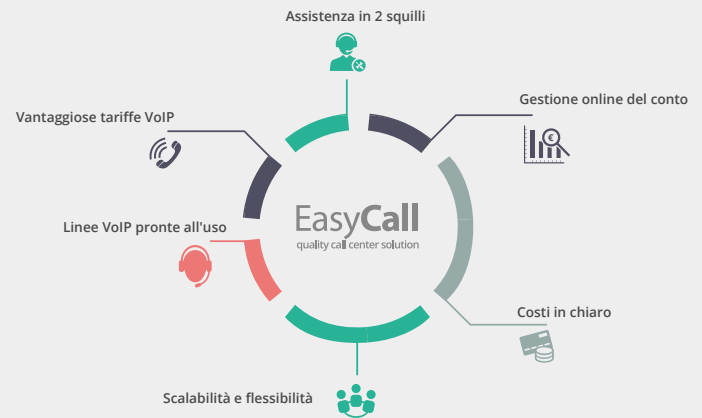 Assistenza in 2 squilli
Gestione online del conto
Vantaggiose tariffe VoIP
€
EasyCall
quality call center solution
Linee VoIP pronte all'uso
Costi in chiaro
Scalabilità e flessibilità